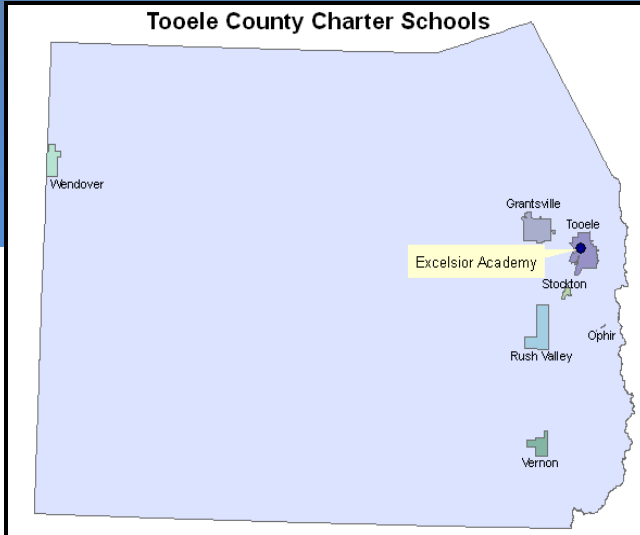 Tooele County Charter Schools
Wendover
Grantsville
Tooele
Excelsior Academy
Stockton
Ophir
Rush Valley
Vernon